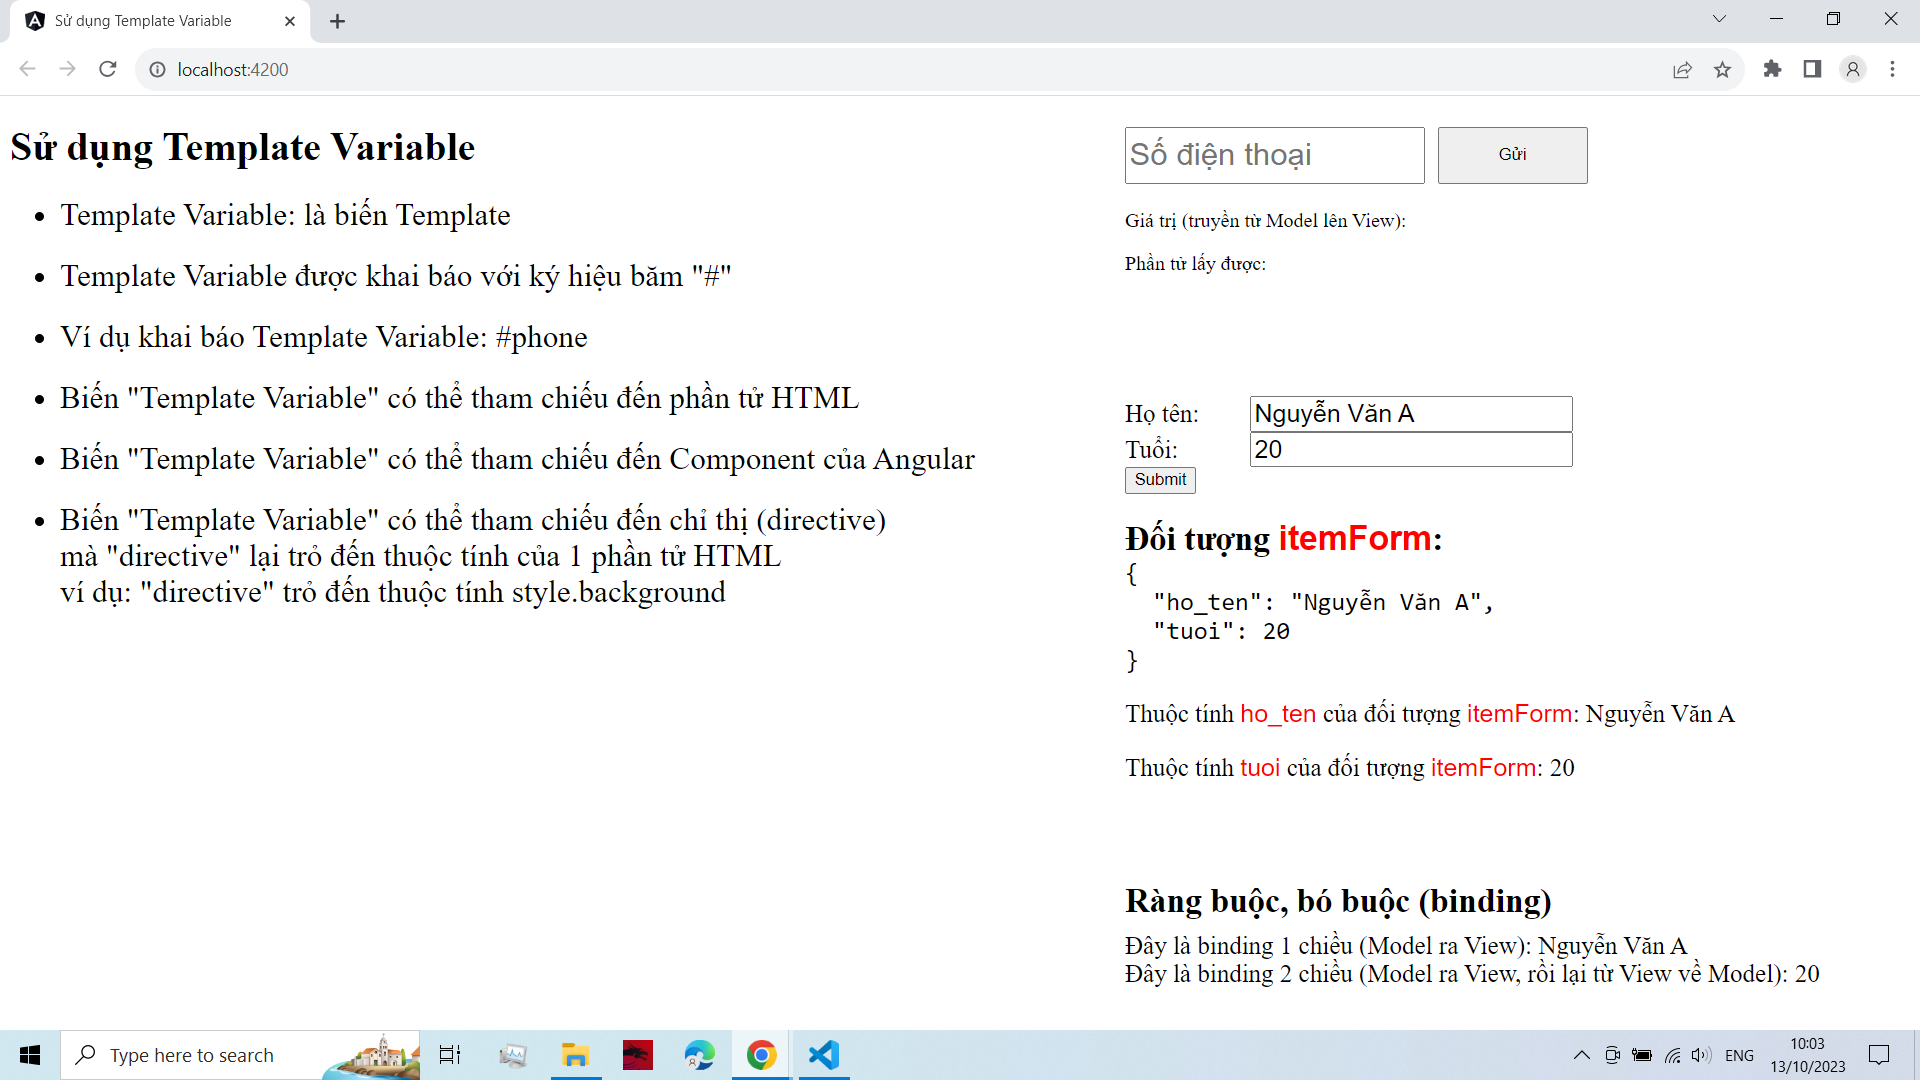 Sử dụng Template Variable
localhost:4200
Sử dụng Template Variable
Template Variable: là biến Template
Template Variable được khai báo với ký hiệu băm "#"
Ví dụ khai báo Template Variable: #phone
Biến "Template Variable" có thể tham chiếu đến phần tử HTML
Biến "Template Variable" có thể tham chiếu đến Component của Angular
Biến "Template Variable" có thể tham chiếu đến chỉ thị (directive)
mà "directive" lại trỏ đến thuộc tính của 1 phần tử HTML
ví dụ: "directive" trỏ đến thuộc tính style.background
Số điện thoại
Gửi
Giá trị (truyền từ Model lên View):
Phần tử lấy được:
Họ tên: Nguyễn Văn A
Tuổi: 20
Submit
Đối tượng itemForm:
{
"ho_ten": "Nguyễn Văn A",
"tuoi": 20
}
Thuộc tính ho_ten của đối tượng itemForm: Nguyễn Văn A
Thuộc tính tuoi của đối tượng itemForm: 20
Ràng buộc, bó buộc (binding)
Đây là binding 1 chiều (Model ra View): Nguyễn Văn A
Đây là binding 2 chiều (Model ra View, rồi lại từ View về Model): 20
Type here to search
ENG
10:03
13/10/2023